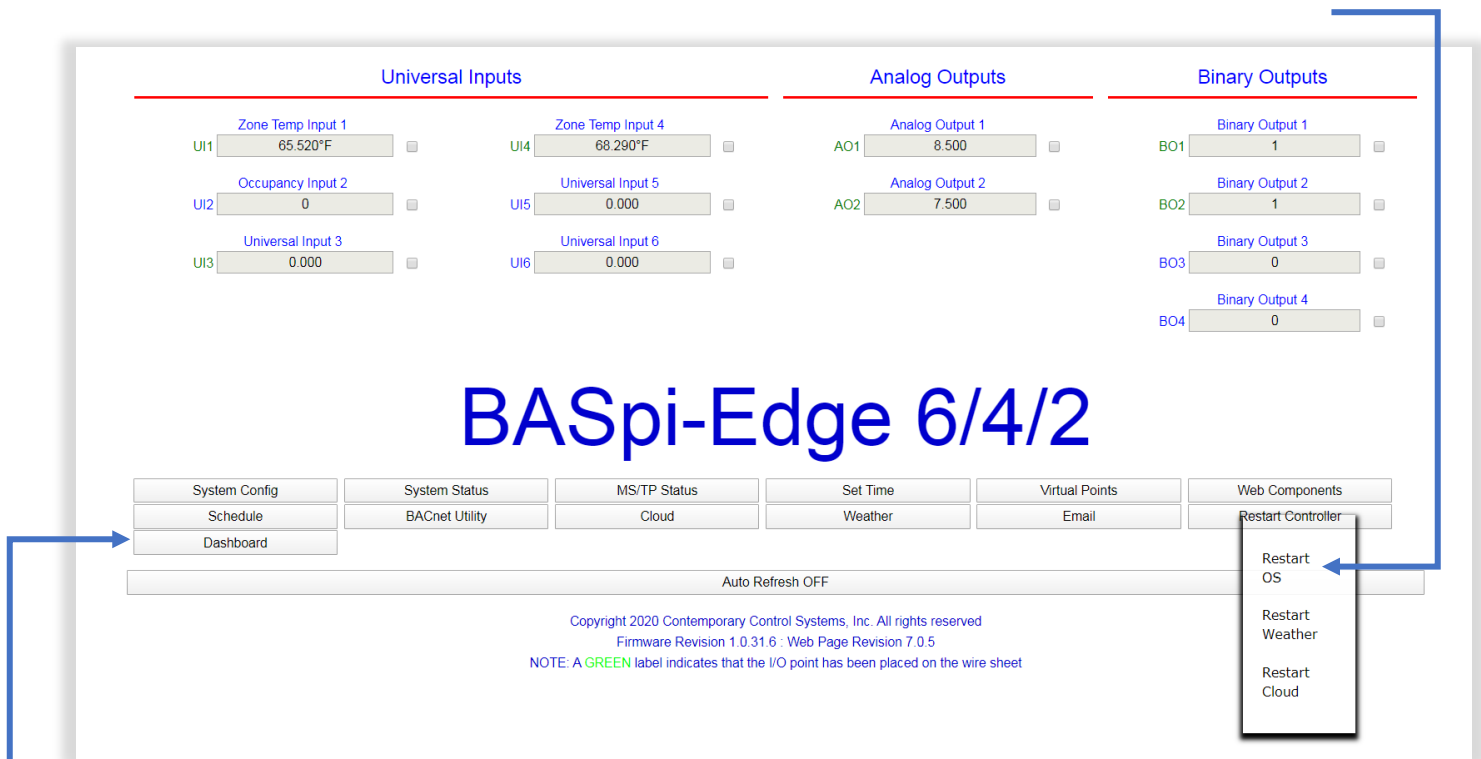 Universal Inputs
Analog Outputs
Binary Outputs
Zone Temp Input 1
Zone Temp Input 4
Analog Output 1
Binary Output 1
UI1 65.520°F
UI4 68.290°F
AO1 8.500
BO1 1
Occupancy Input 2
Universal Input 5
Analog Output 2
Binary Output 2
UI2 0
UI5 0.000
AO2 7.500
BO2 1
Universal Input 3
Universal Input 6
Binary Output 3
UI3 0.000
UI6 0.000
BO3 0
Binary Output 4
BO4 0
BASpi-Edge 6/4/2
System Config
System Status
MS/TP Status
Set Time
Virtual Points
Web Components
Schedule
BACnet Utility
Cloud
Weather
Email
Restart Controller
Dashboard
Restart
OS
Restart
Weather
Restart
Cloud
Auto Refresh OFF
Copyright 2020 Contemporary Control Systems, Inc. All rights reserved
Firmware Revision 1.0.31.6 : Web Page Revision 7.0.5
NOTE: A GREEN label indicates that the I/O point has been placed on the wire sheet